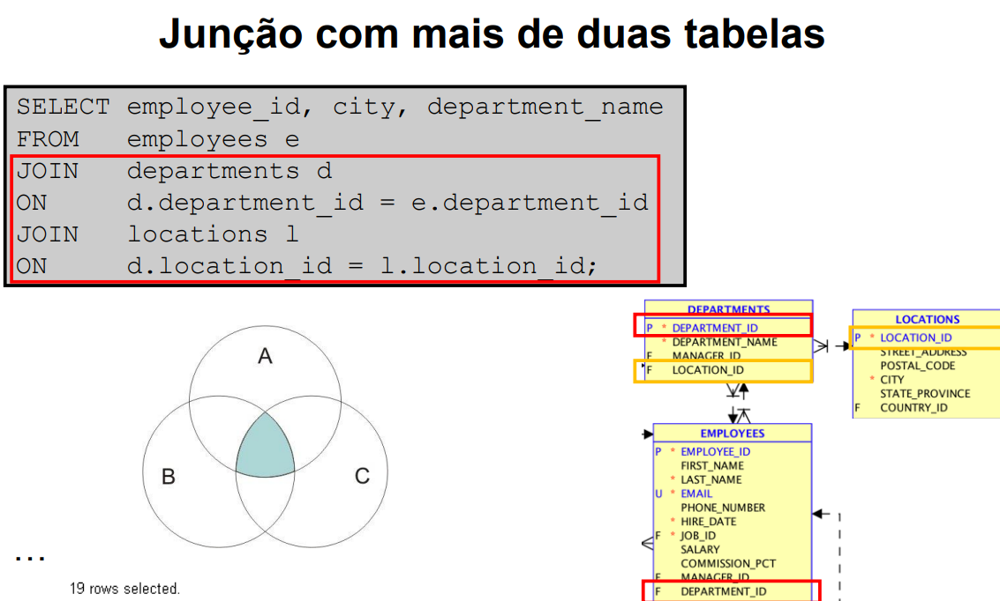 Junção com mais de duas tabelas
SELECT employee_id, city, department_name
FROM employees e
JOIN departments d
ON d.department_id = e.department_id
JOIN locations l
ON d.location_id = l.location_id;
A
B
C
...
19 rows selected.
DEPARTMENTS
P * DEPARTMENT_ID
* DEPARTMENT_NAME
F MANAGER_ID
F LOCATION_ID
LOCATIONS
P * LOCATION_ID
STREET_ADDRESS
POSTAL_CODE
* CITY
STATE_PROVINCE
F COUNTRY_ID
EMPLOYEES
P * EMPLOYEE_ID
FIRST_NAME
* LAST_NAME
U * EMAIL
PHONE_NUMBER
* HIRE_DATE
F * JOB_ID
SALARY
COMMISSION_PCT
F MANAGER_ID
F DEPARTMENT_ID